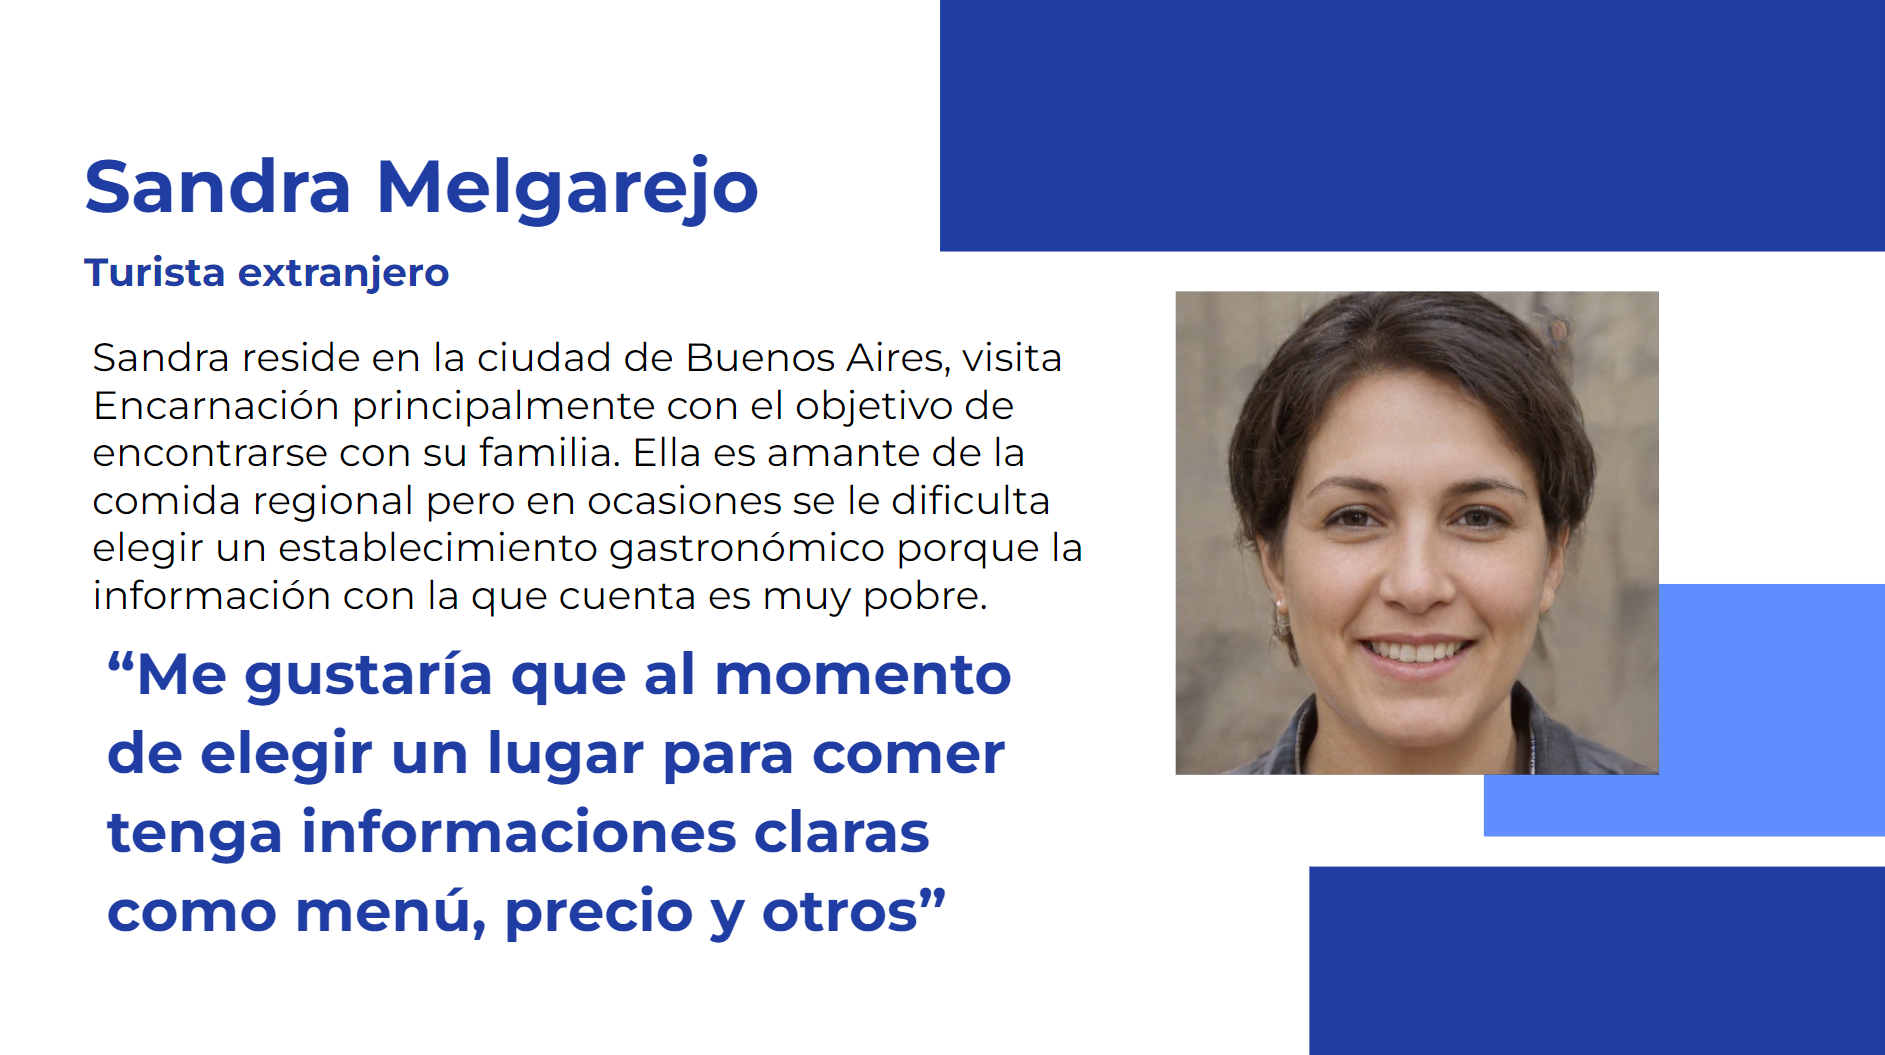 Sandra Melgarejo
Turista extranjero
Sandra reside en la ciudad de Buenos Aires, visita
Encarnación principalmente con el objetivo de
encontrarse con su familia. Ella es amante de la
comida regional pero en ocasiones se le dificulta
elegir un establecimiento gastronómico porque la
información con la que cuenta es muy pobre.
“Me gustaría que al momento
de elegir un lugar para comer
tenga informaciones claras
como menú, precio y otros”